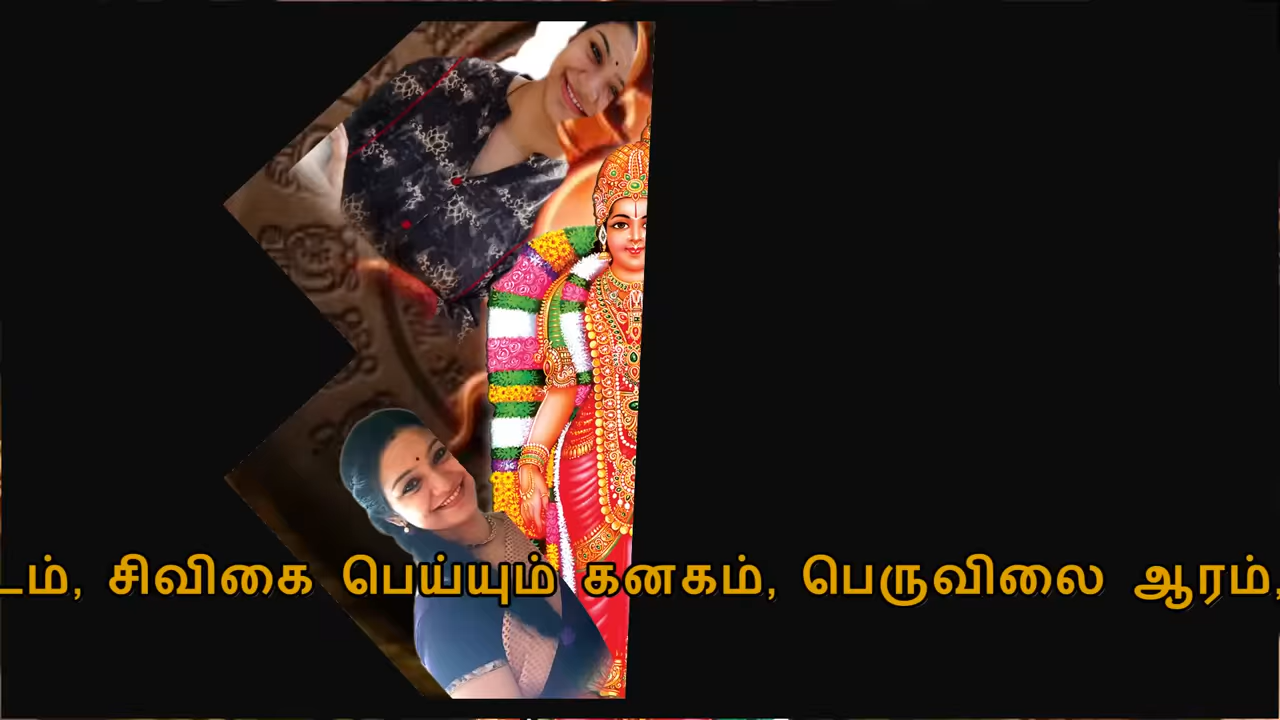 டம், சிவிகை பெய்யும் கனகம், பெருவிலை ஆரம்,